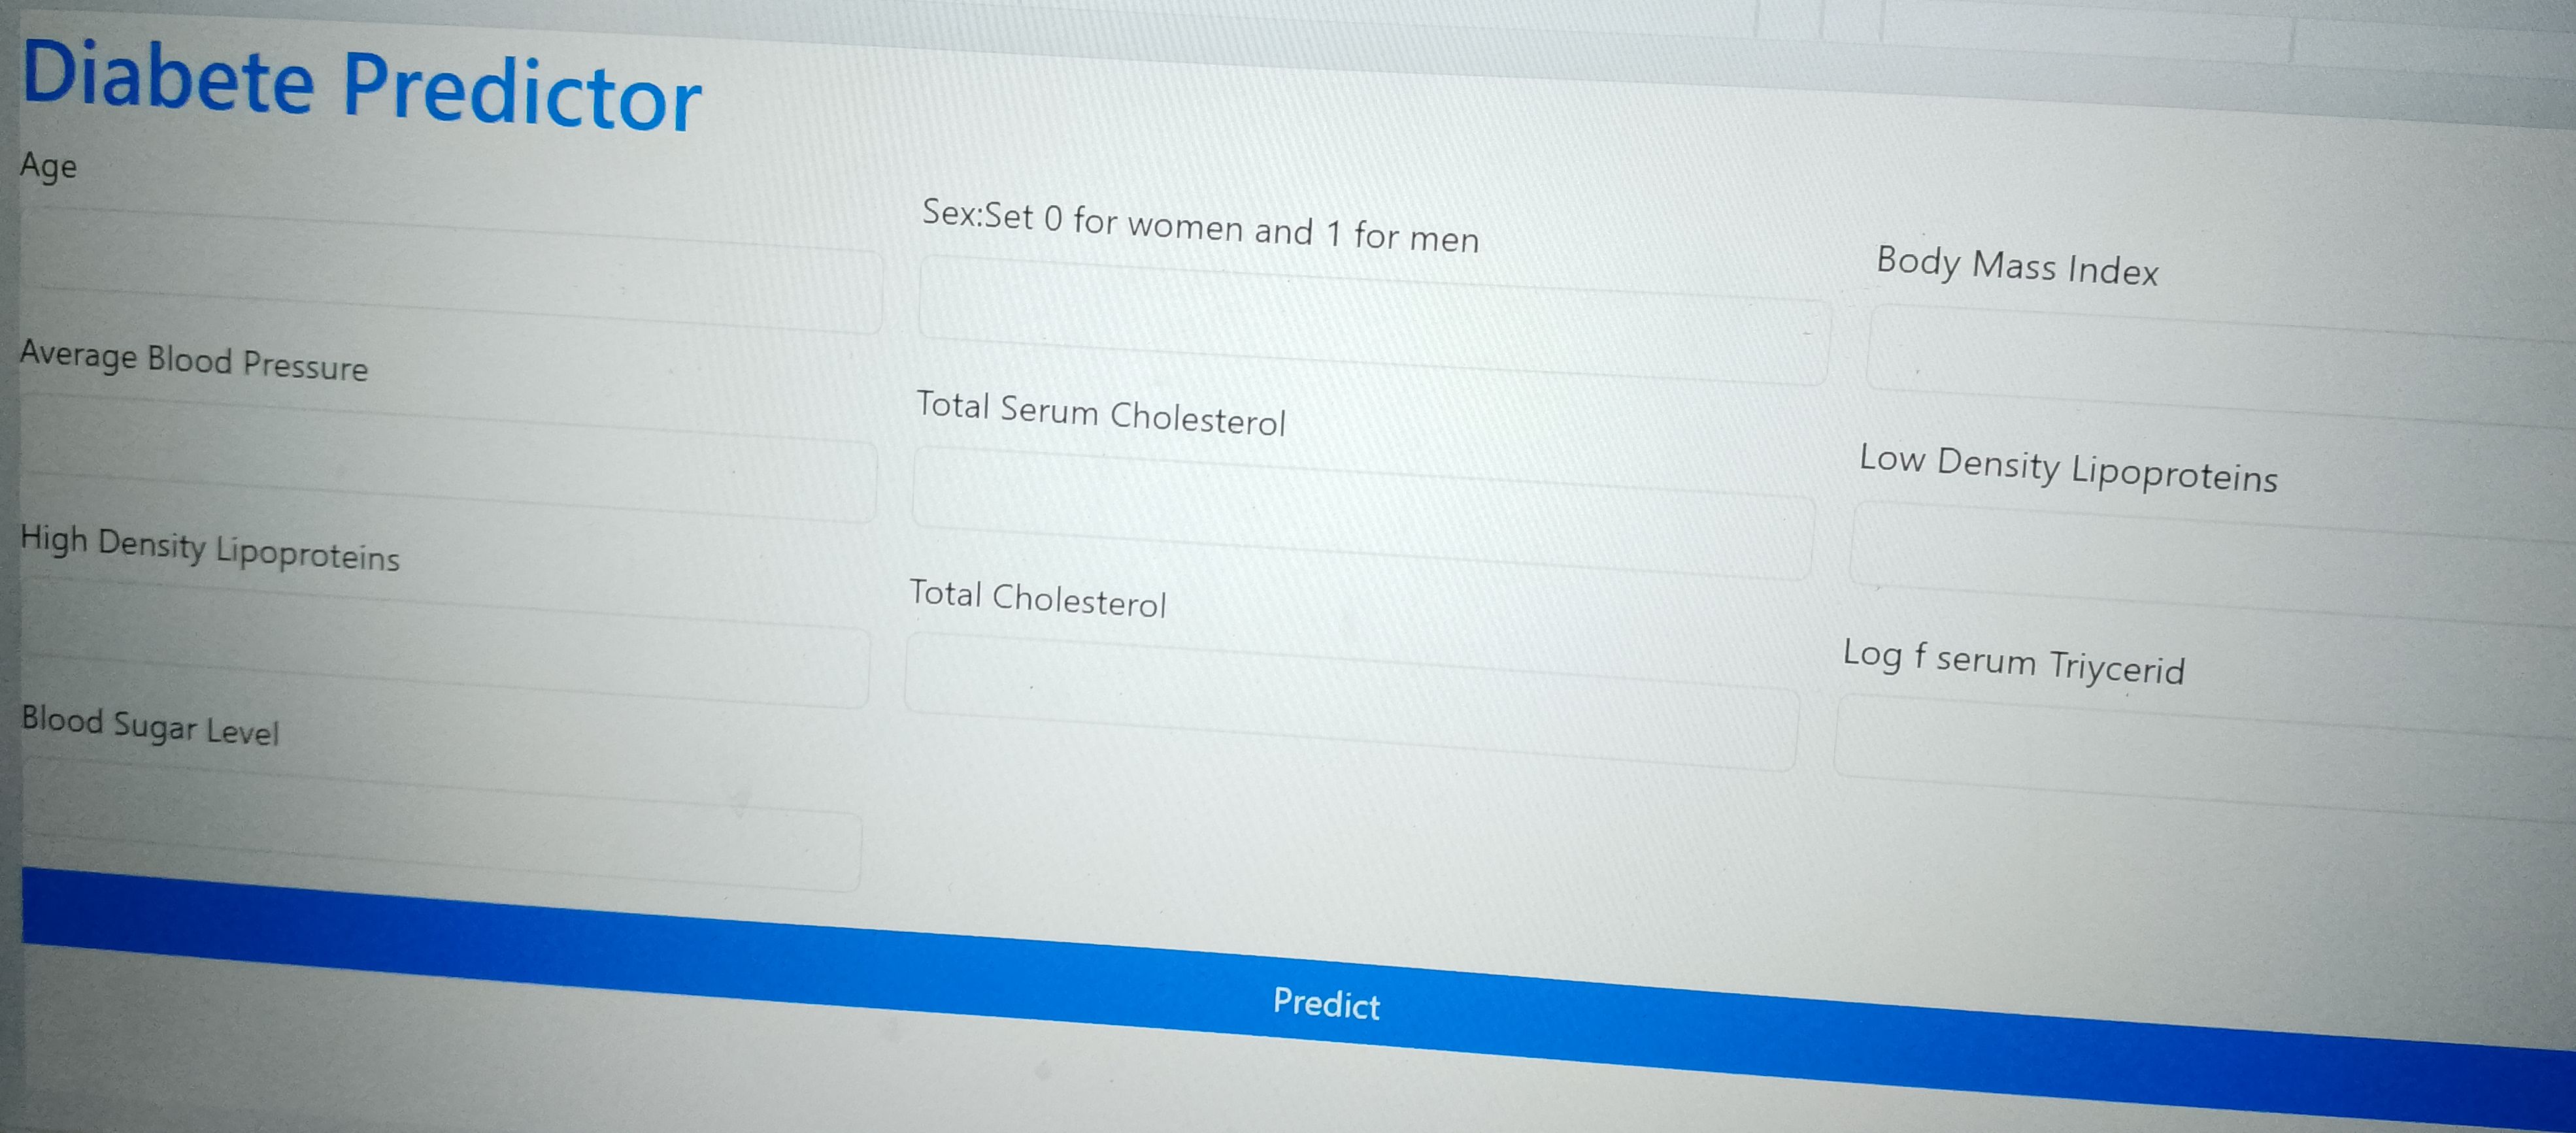 Diabete Predictor
Age
Sex:Set 0 for women and 1 for men
Body Mass Index
Average Blood Pressure
Total Serum Cholesterol
Low Density Lipoproteins
High Density Lipoproteins
Total Cholesterol
Log f serum Triycerid
Blood Sugar Level
Predict